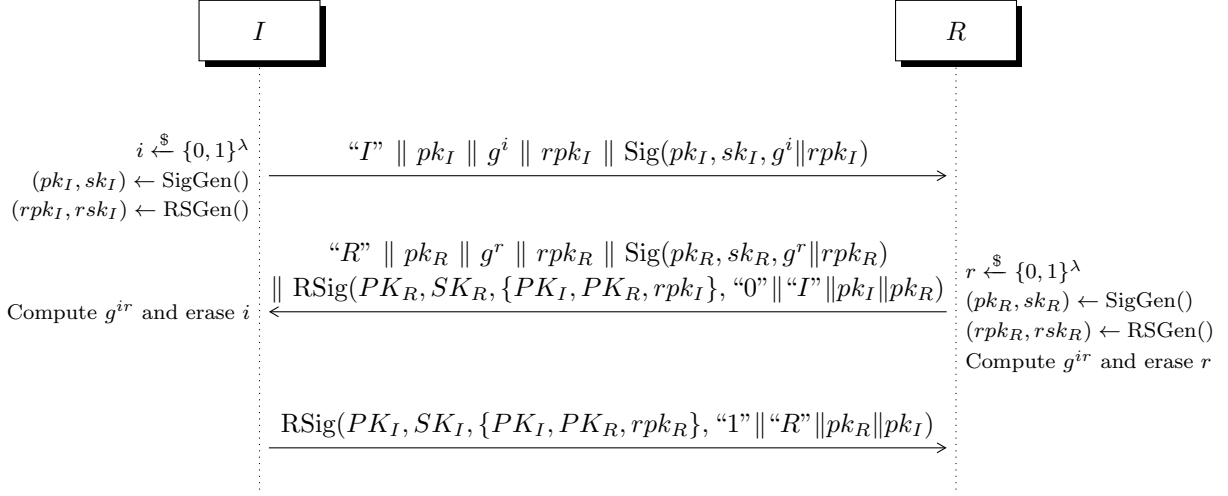 I
R
i ←$ {0, 1}^λ
(pk_I, sk_I) ← SigGen()
(rpk_I, rsk_I) ← RSGen()
“I” ∥ pk_I ∥ g^i ∥ rpk_I ∥ Sig(pk_I, sk_I, g^i∥rpk_I)
“R” ∥ pk_R ∥ g^r ∥ rpk_R ∥ Sig(pk_R, sk_R, g^r∥rpk_R)
∥ RSig(PK_R, SK_R, {PK_I, PK_R, rpk_I}, “0”∥“I”∥pk_I∥pk_R)
r ←$ {0, 1}^λ
(pk_R, sk_R) ← SigGen()
(rpk_R, rsk_R) ← RSGen()
Compute g^{ir} and erase r
Compute g^{ir} and erase i
RSig(PK_I, SK_I, {PK_I, PK_R, rpk_R}, “1”∥“R”∥pk_R∥pk_I)